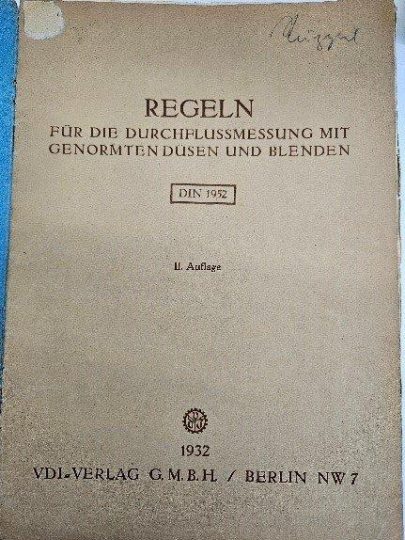 REGELN
FÜR DIE DURCHFLUSSMESSUNG MIT
GENORMTEN DÜSEN UND BLENDEN
DIN 1952
II. Auflage
1932
VDI-VERLAG G.M.B.H. / BERLIN NW 7